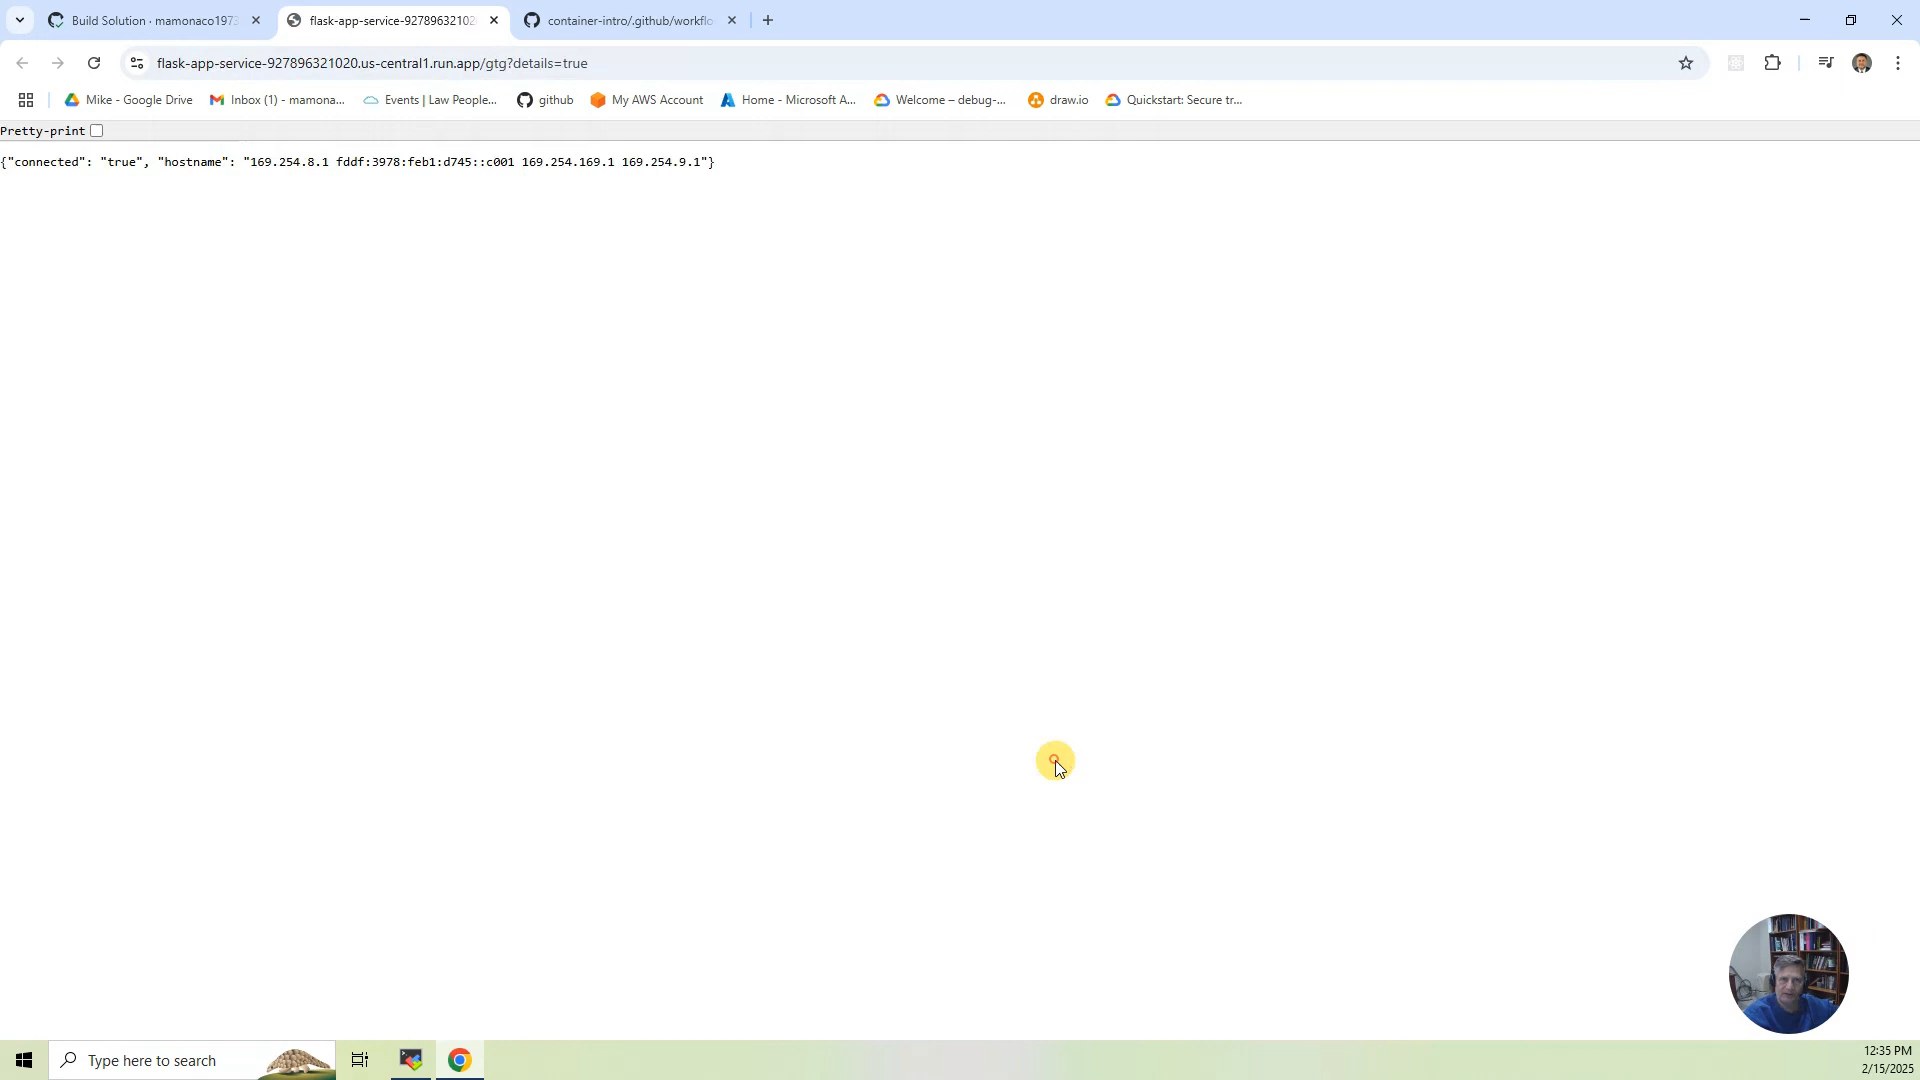 Build Solution · mamonaco1973
flask-app-service-92789632102
container-intro/.github/workflo
flask-app-service-927896321020.us-central1.run.app/gtg?details=true
Mike - Google Drive
Inbox (1) - mamona...
Events | Law People...
github
My AWS Account
Home - Microsoft A...
Welcome – debug-...
draw.io
Quickstart: Secure tr...
Pretty-print
{"connected": "true", "hostname": "169.254.8.1 fddf:3978:feb1:d745::c001 169.254.169.1 169.254.9.1"}
Type here to search
12:35 PM
2/15/2025